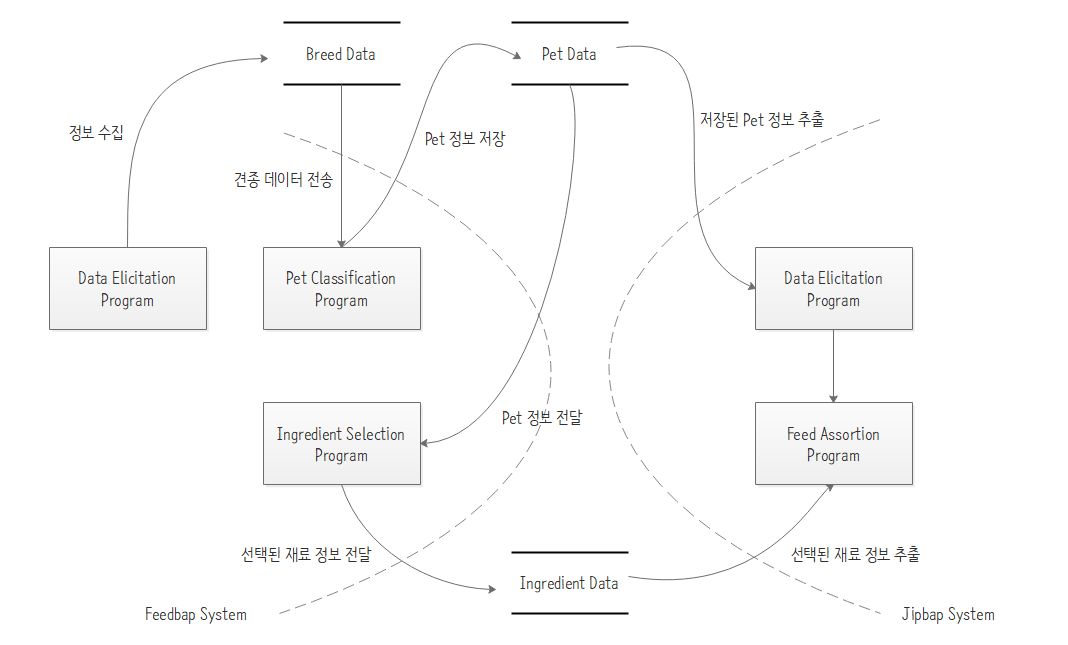 Breed Data
Pet Data
정보 수집
Pet 정보 저장
저장된 Pet 정보 추출
견종 데이터 전송
Data Elicitation
Program
Pet Classification
Program
Data Elicitation
Program
Ingredient Selection
Program
Pet 정보 전달
Feed Assortion
Program
선택된 재료 정보 전달
Ingredient Data
선택된 재료 정보 추출
Feedbap System
Jipbap System